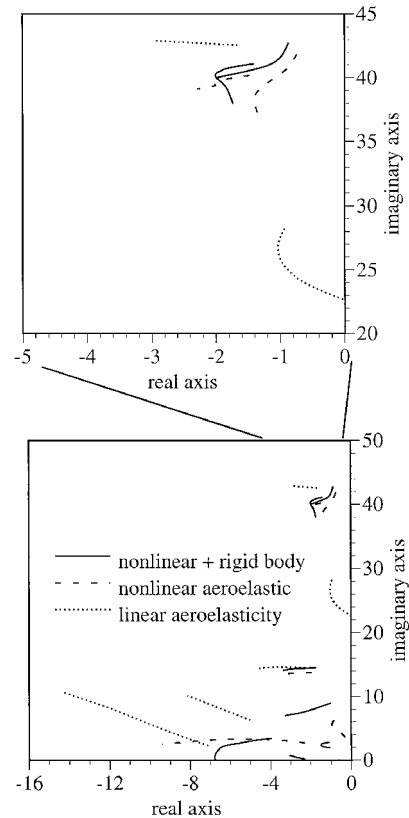 45
40
35
30
25
20
imaginary axis
-5 -4 -3 -2 -1 0
real axis
50
40
30
20
10
0
imaginary axis
nonlinear + rigid body
nonlinear aeroelastic
linear aeroelasticity
-16 -12 -8 -4 0
real axis